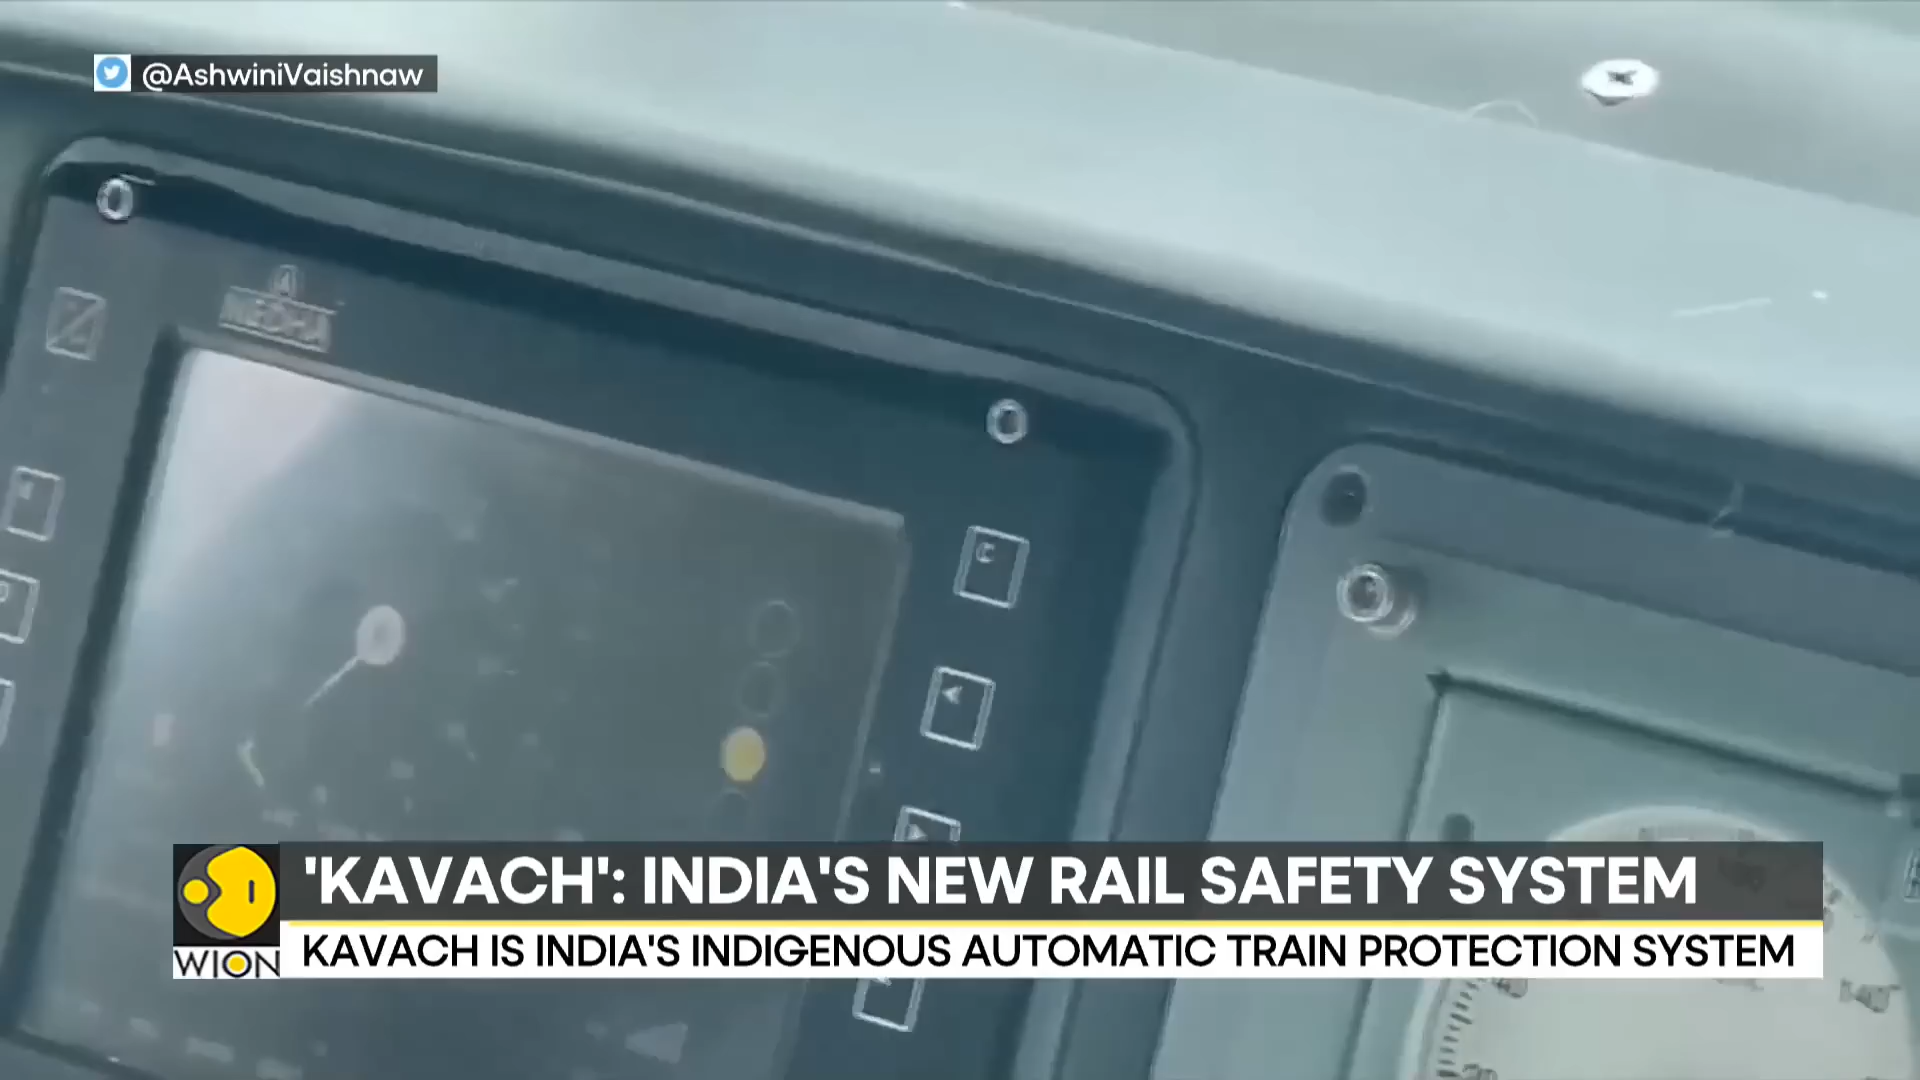 @AshwiniVaishnaw
MEDHA
C
'KAVACH': INDIA'S NEW RAIL SAFETY SYSTEM
KAVACH IS INDIA'S INDIGENOUS AUTOMATIC TRAIN PROTECTION SYSTEM
WION